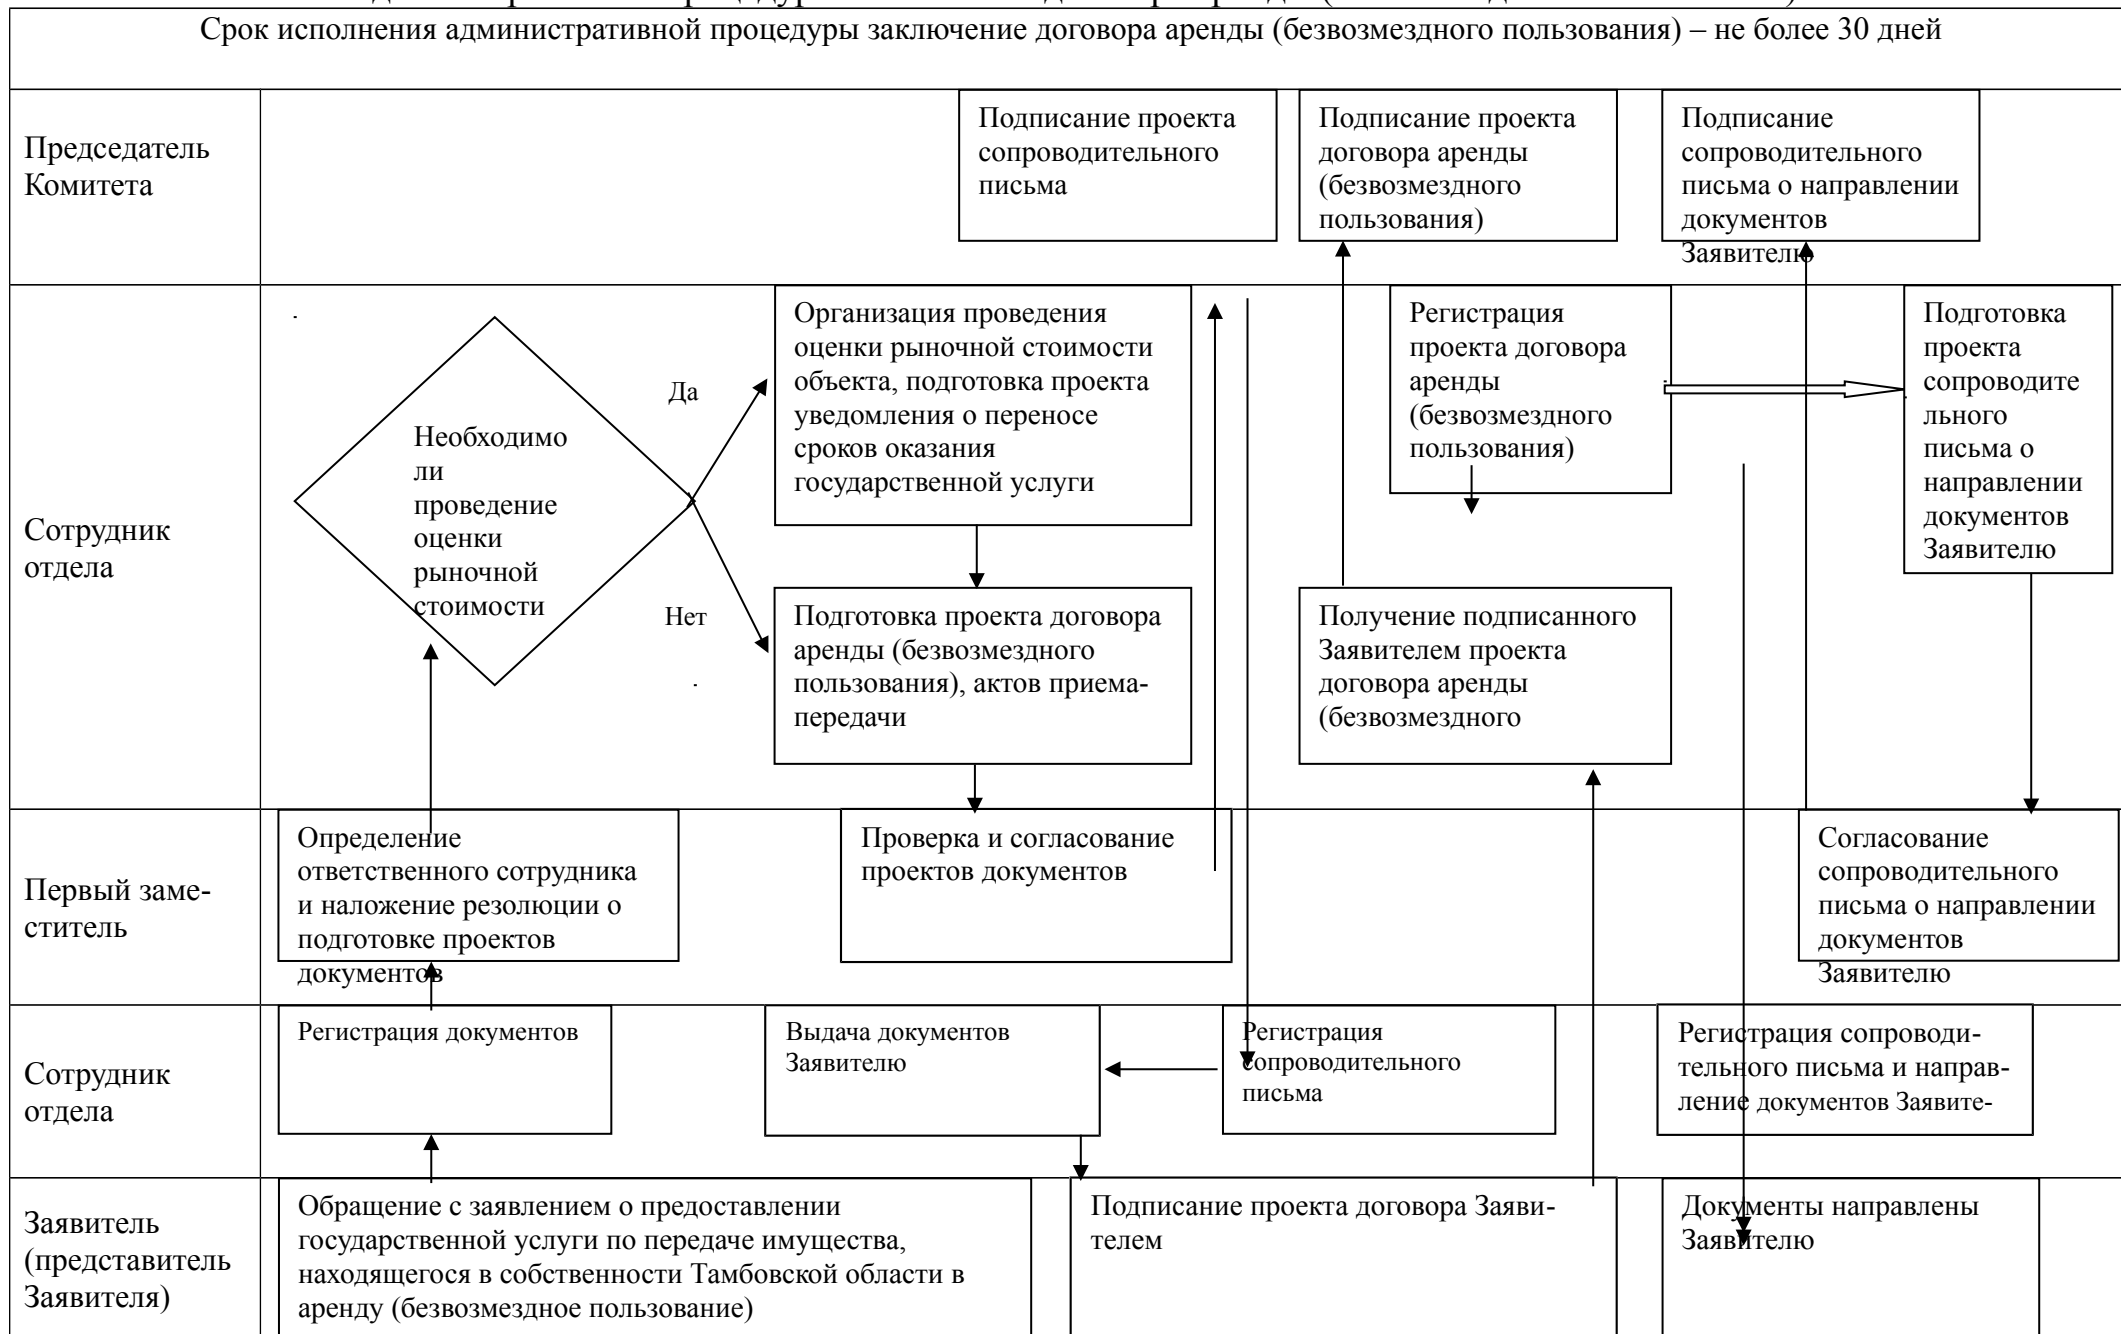 Срок исполнения административной процедуры заключение договора аренды (безвозмездного пользования) – не более 30 дней
Председатель
Комитета
Подписание проекта
сопроводительного
письма
Подписание проекта
договора аренды
(безвозмездного
пользования)
Подписание
сопроводительного
письма о направлении
документов
Заявителю
Сотрудник
отдела
Необходимо
ли
проведение
оценки
рыночной
стоимости
Да
Нет
Организация проведения
оценки рыночной стоимости
объекта, подготовка проекта
уведомления о переносе
сроков оказания
государственной услуги
Подготовка проекта договора
аренды (безвозмездного
пользования), актов приема-
передачи
Регистрация
проекта договора
аренды
(безвозмездного
пользования)
Получение подписанного
Заявителем проекта
договора аренды
(безвозмездного
Подготовка
проекта
сопроводите
льного
письма о
направлении
документов
Заявителю
Первый заме-
ститель
Определение
ответственного сотрудника
и наложение резолюции о
подготовке проектов
документов
Проверка и согласование
проектов документов
Согласование
сопроводительного
письма о направлении
документов
Заявителю
Сотрудник
отдела
Регистрация документов
Выдача документов
Заявителю
Регистрация
сопроводительного
письма
Регистрация сопроводи-
тельного письма и направ-
ление документов Заявите-
Заявитель
(представитель
Заявителя)
Обращение с заявлением о предоставлении
государственной услуги по передаче имущества,
находящегося в собственности Тамбовской области в
аренду (безвозмездное пользование)
Подписание проекта договора Заяви-
телем
Документы направлены
Заявителю